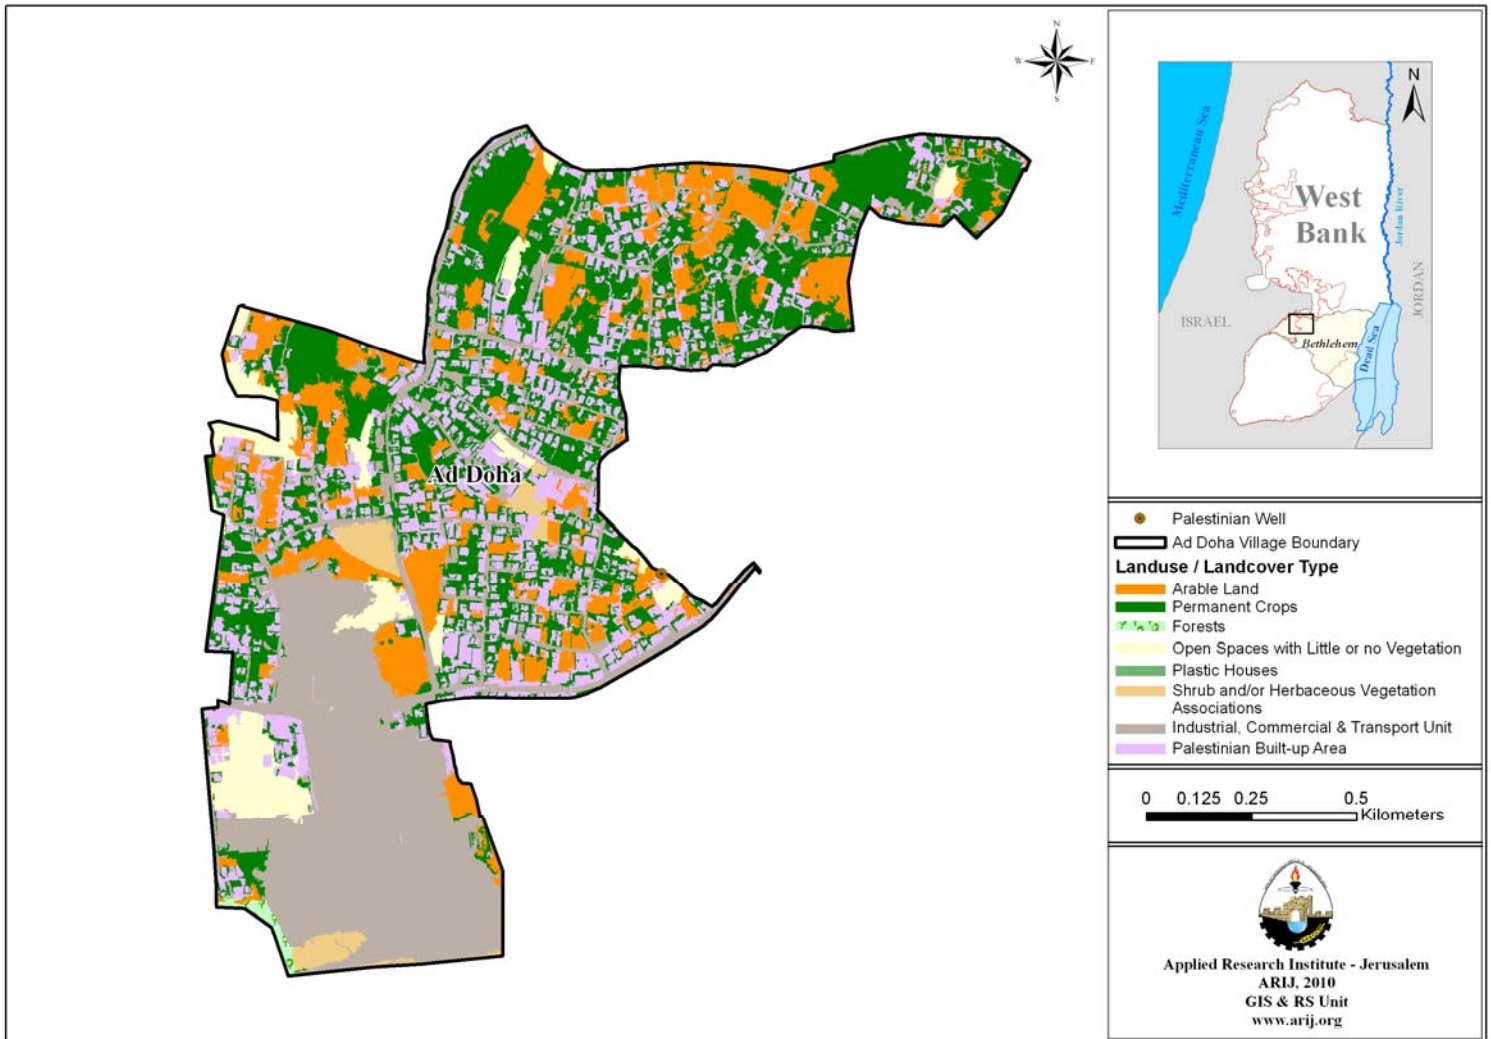 N
W E
S
Ad Doha
N
Mediterranean Sea
West
Bank
Jordan River
JORDAN
ISRAEL
Bethlehem
Dead Sea
Palestinian Well
Ad Doha Village Boundary
Landuse / Landcover Type
Arable Land
Permanent Crops
Forests
Open Spaces with Little or no Vegetation
Plastic Houses
Shrub and/or Herbaceous Vegetation
Associations
Industrial, Commercial & Transport Unit
Palestinian Built-up Area
0 0.125 0.25 0.5
Kilometers
Applied Research Institute - Jerusalem
ARIJ, 2010
GIS & RS Unit
www.arij.org